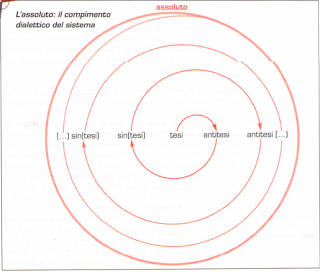 L'assoluto: il compimento
dialettico del sistema
assoluto
[...] sin(tesi) sin(tesi) tesi antitesi antitesi [...]